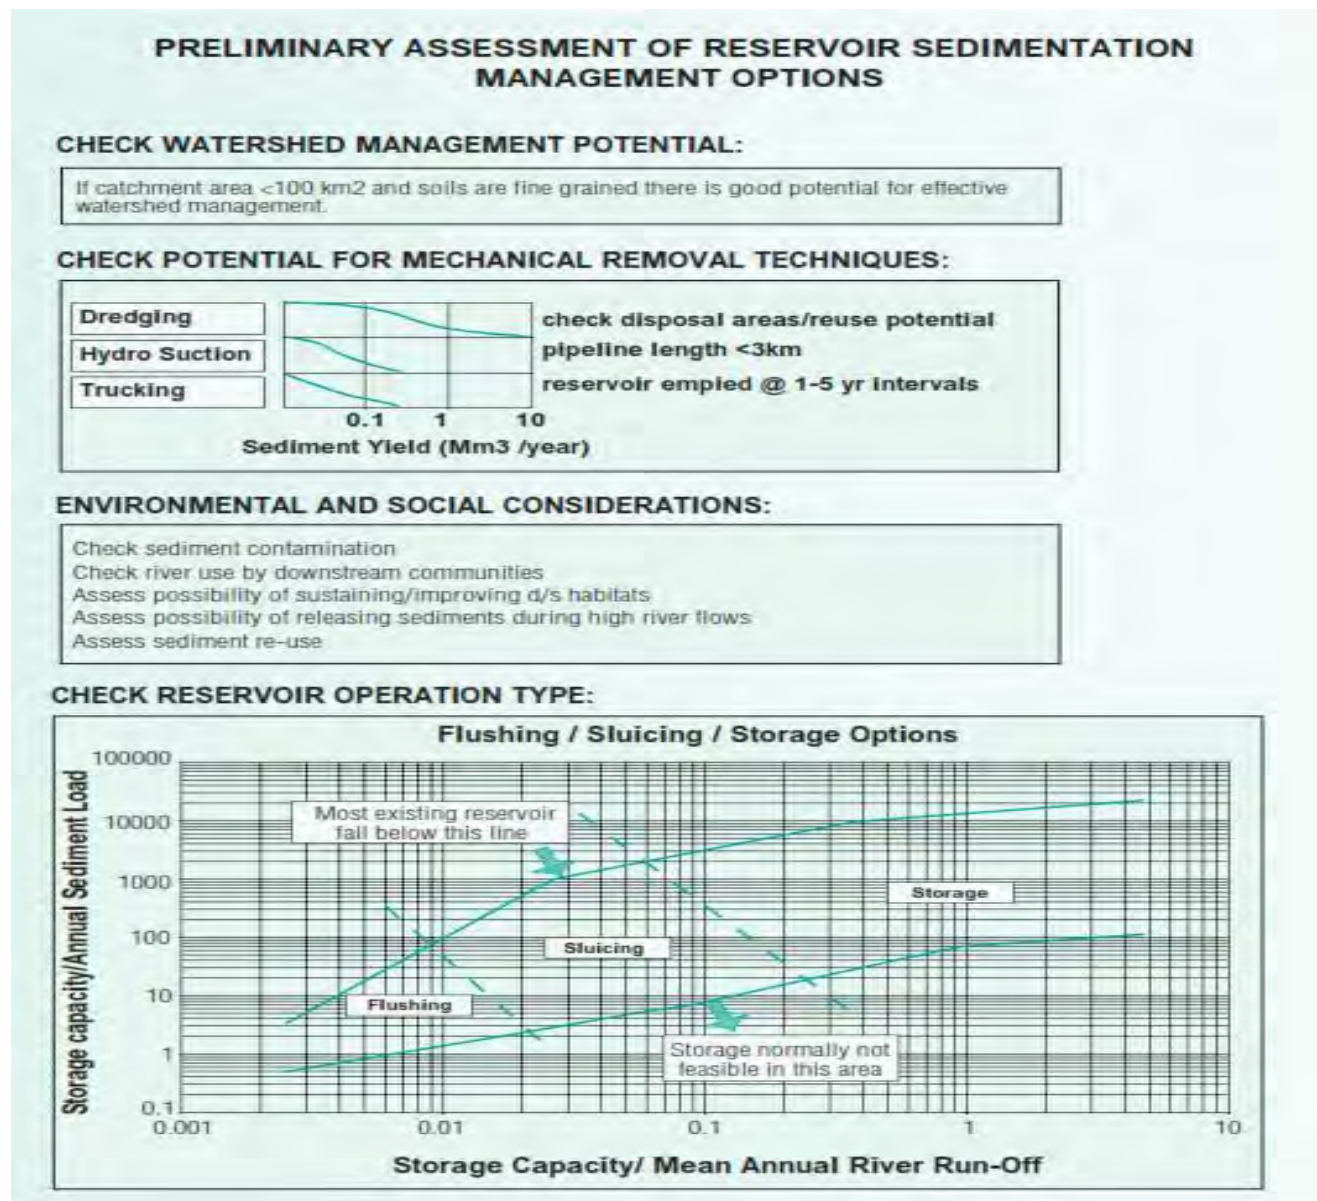 PRELIMINARY ASSESSMENT OF RESERVOIR SEDIMENTATION
MANAGEMENT OPTIONS
CHECK WATERSHED MANAGEMENT POTENTIAL:
If catchment area <100 km2 and soils are fine grained there is good potential for effective
watershed management.
CHECK POTENTIAL FOR MECHANICAL REMOVAL TECHNIQUES:
Dredging
check disposal areas/reuse potential
Hydro Suction
pipeline length <3km
Trucking
reservoir empied @ 1-5 yr intervals
0.1 1 10
Sediment Yield (Mm3 /year)
ENVIRONMENTAL AND SOCIAL CONSIDERATIONS:
Check sediment contamination
Check river use by downstream communities
Assess possibility of sustaining/improving d/s habitats
Assess possibility of releasing sediments during high river flows
Assess sediment re-use
CHECK RESERVOIR OPERATION TYPE:
Flushing / Sluicing / Storage Options
Storage capacity/Annual Sediment Load
100000
10000
1000
100
10
1
0.1
Most existing reservoir
fall below this line
Storage
Sluicing
Flushing
Storage normally not
feasible in this area
0.001 0.01 0.1 1 10
Storage Capacity/ Mean Annual River Run-Off